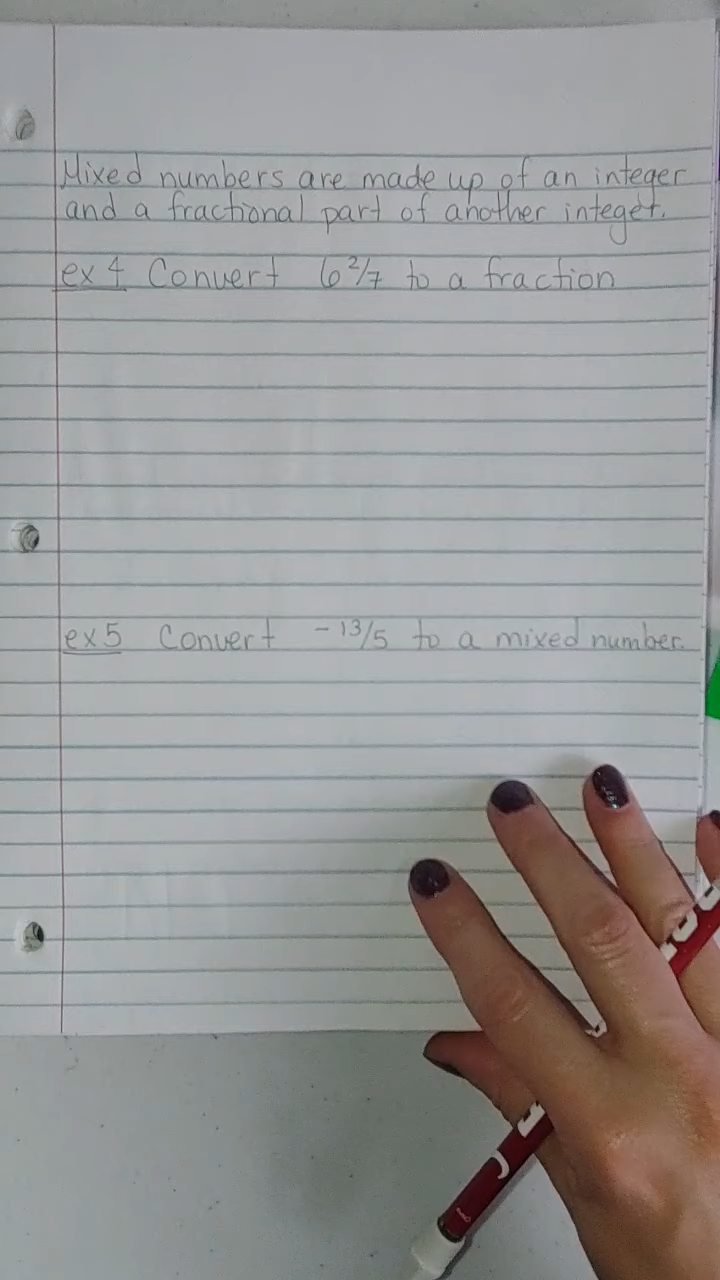 Mixed numbers are made up of an integer
and a fractional part of another integer.
ex 4 Convert 6 2/7 to a fraction
ex 5 Convert -13/5 to a mixed number.